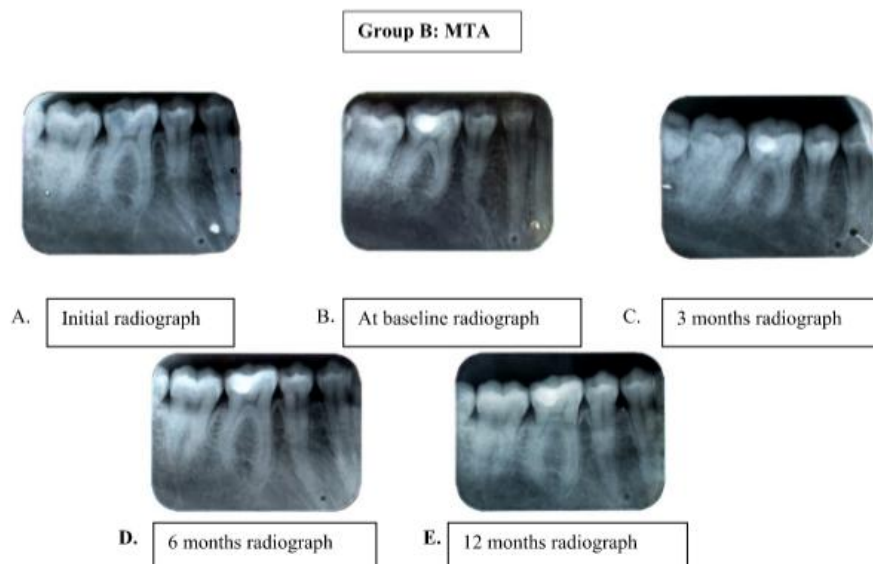 Group B: MTA
A. Initial radiograph
B. At baseline radiograph
C. 3 months radiograph
D. 6 months radiograph
E. 12 months radiograph